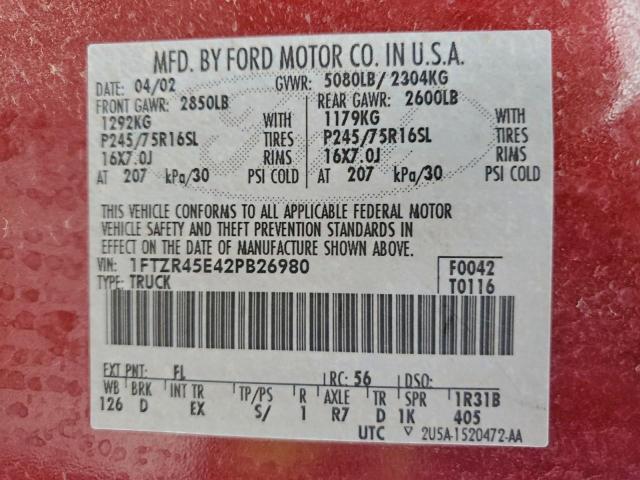 MFD. BY FORD MOTOR CO. IN U.S.A.
DATE: 04/02 GVWR: 5080LB/ 2304KG
FRONT GAWR: 2850LB REAR GAWR: 2600LB
1292KG WITH 1179KG WITH
P245/75R16SL TIRES P245/75R16SL TIRES
16X7.0J RIMS 16X7.0J RIMS
AT 207 kPa/30 PSI COLD AT 207 kPa/30 PSI COLD
THIS VEHICLE CONFORMS TO ALL APPLICABLE FEDERAL MOTOR
VEHICLE SAFETY AND THEFT PREVENTION STANDARDS IN
EFFECT ON THE DATE OF MANUFACTURE SHOWN ABOVE.
VIN: 1FTZR45E42PB26980 F0042
TYPE: TRUCK T0116
EXT PNT: FL RC: 56 DSO:
WB BRK INT TR TP/PS R AXLE TR SPR 1R31B
126 D EX S/ 1 R7 D 1K 405
UTC ▽ 2U5A-1520472-AA